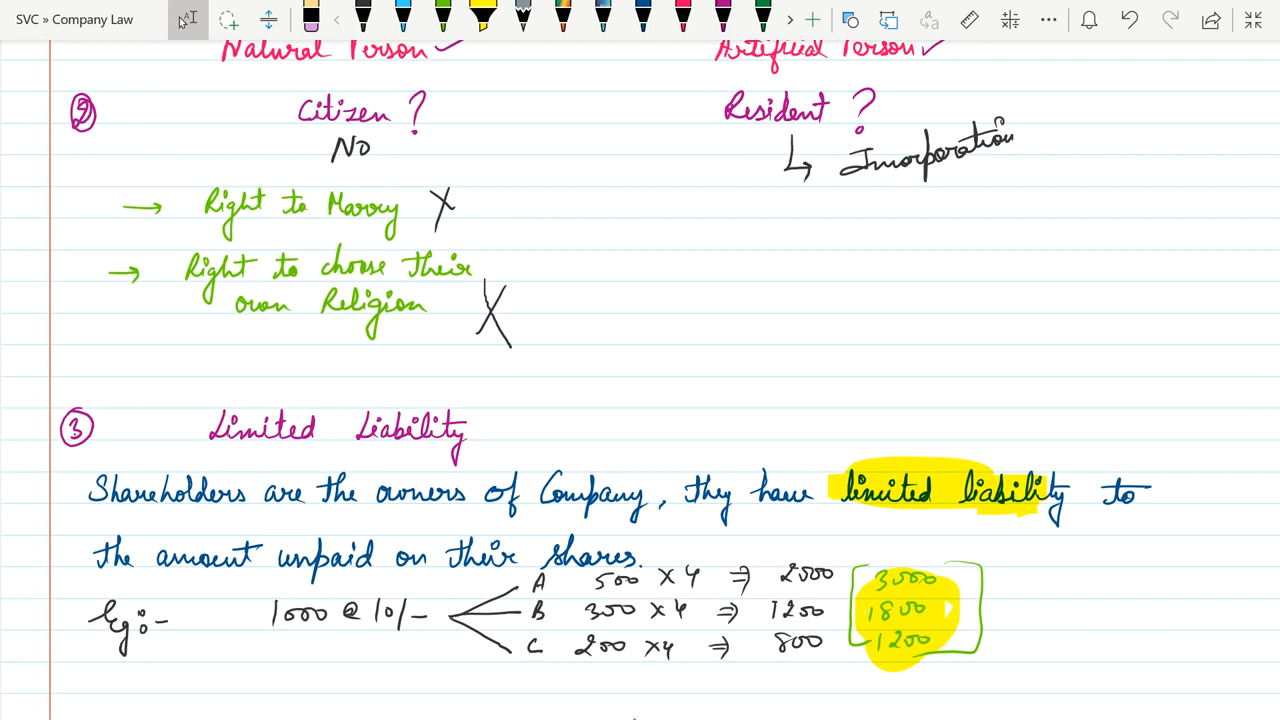 SVC » Company Law
Natural Person Artificial Person
2 Citizen? Resident?
NO ↳ Incorporation
→ Right to Marry X
→ Right to choose their
own Religion X
3 Limited Liability
Shareholders are the owners of Company, they have limited liability to
the amount unpaid on their shares.
Eg:- 1000 @ 10/-
A 500 x 4 ⇒ 2000 3000
B 300 x 4 ⇒ 1200 1800
C 200 x 4 ⇒ 800 1200